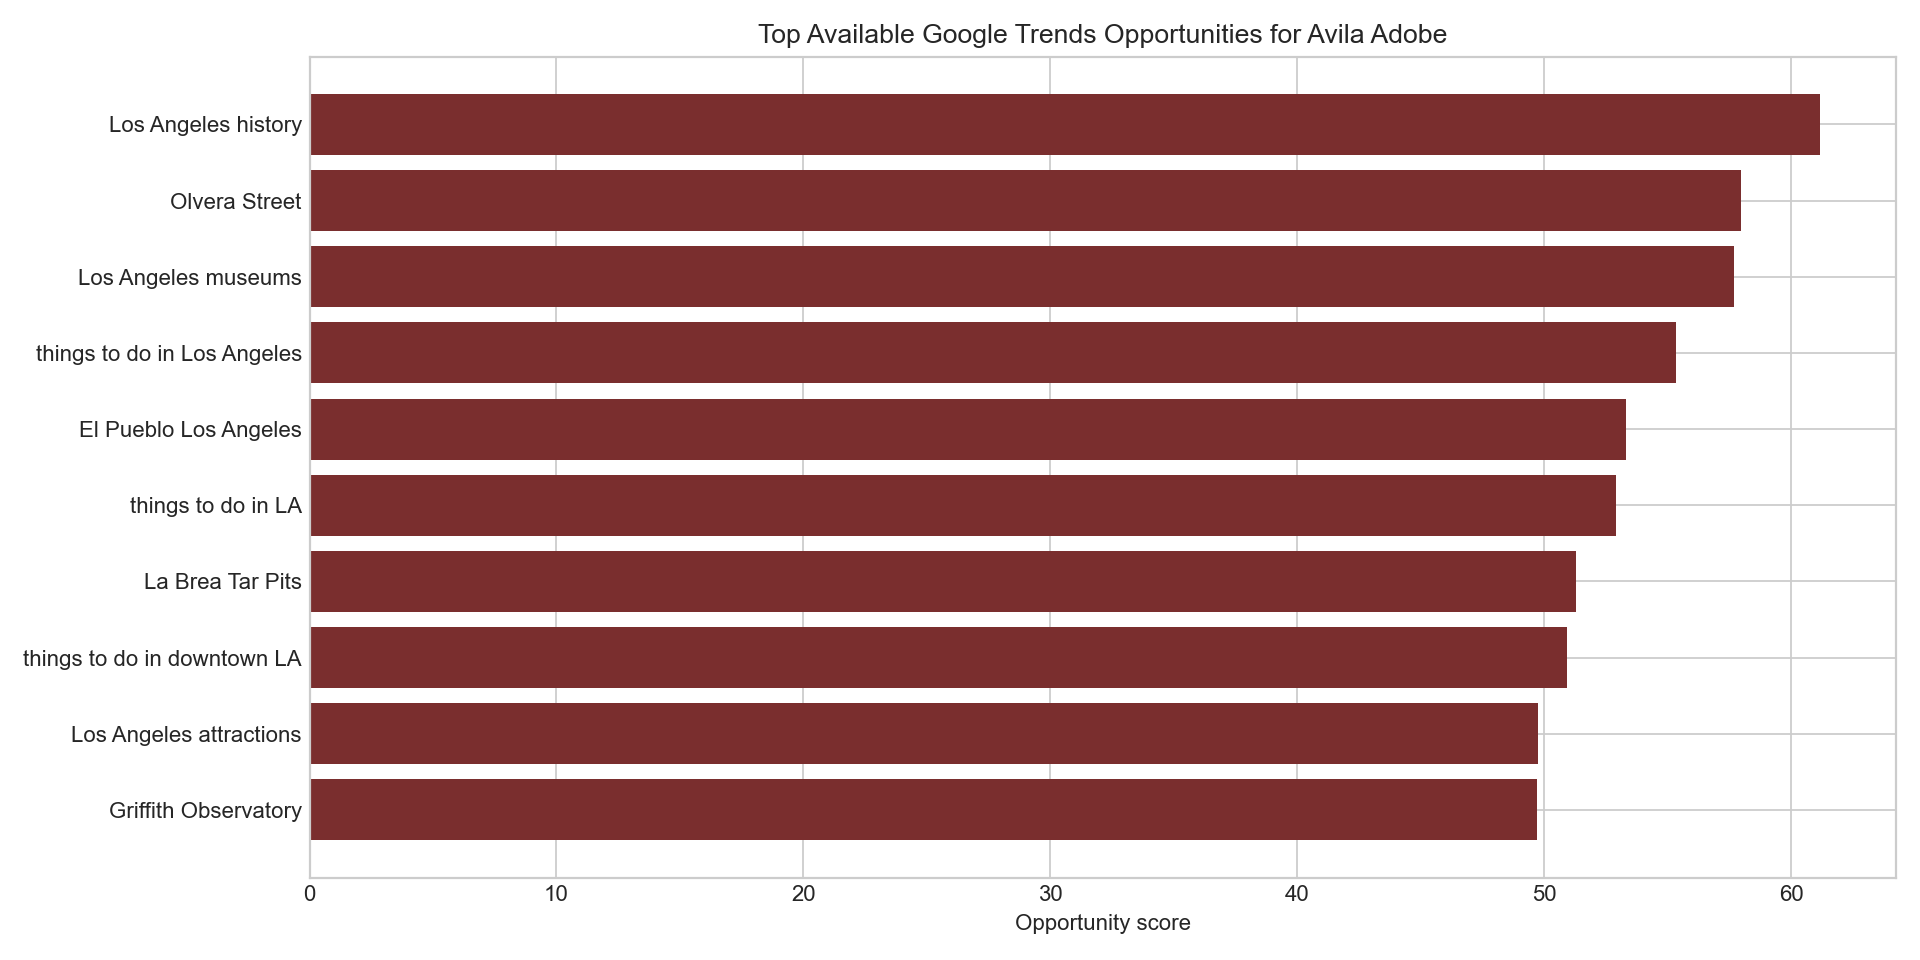 Top Available Google Trends Opportunities for Avila Adobe
Los Angeles history
Olvera Street
Los Angeles museums
things to do in Los Angeles
El Pueblo Los Angeles
things to do in LA
La Brea Tar Pits
things to do in downtown LA
Los Angeles attractions
Griffith Observatory
0 10 20 30 40 50 60
Opportunity score